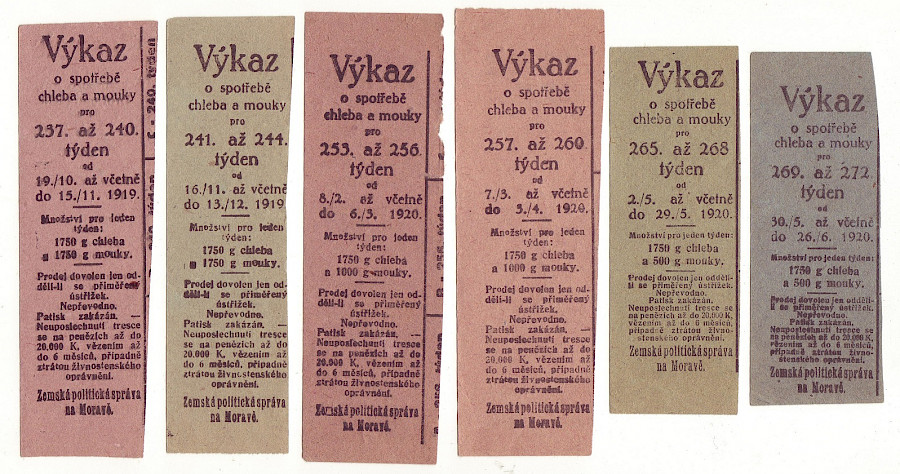 Výkaz
o spotřebě
chleba a mouky
pro
237. až 240.
týden
od
19./10. až včetně
do 15./11. 1919.
Množství pro jeden
týden:
1750 g chleba
a 1750 g mouky.
Prodej dovolen jen od-
děli-li se přiměřený
ústřižek.
Nepřevodno.
Patisk zakázán. —
Neuposlechnutí tresce
se na penězích až do
20.000 K, vězením až
do 6 měsíců, případně
ztrátou živnostenského
oprávnění.
Zemská politická správa
na Moravě.
240. týden
Výkaz
o spotřebě
chleba a mouky
pro
241. až 244.
týden
od
16./11. až včetně
do 13./12. 1919
Množství pro jeden
týden:
1750 g chleba
a 1750 g mouky.
Prodej dovolen jen od-
děli-li se přiměřený
ústřižek.
Nepřevodno.
Patisk zakázán. —
Neuposlechnutí tresce
se na penězích až do
20.000 K, vězením až
do 6 měsíců, případně
ztrátou živnostenského
oprávnění.
Zemská politická správa
na Moravě.
Výkaz
o spotřebě
chleba a mouky
pro
253. až 256.
týden
od
8./2. až včetně
do 6./3. 1920.
Množství pro jeden
týden:
1750 g chleba
a 1000 g mouky.
Prodej dovolen jen od-
děli-li se přiměřený
ústřižek.
Nepřevodno.
Patisk zakázán. —
Neuposlechnutí tresce
se na penězích až do
20.000 K, vězením až
do 6 měsíců, případně
ztrátou živnostenského
oprávnění.
Zemská politická správa
na Moravě.
Výkaz
o spotřebě
chleba a mouky
pro
257. až 260.
týden
od
7./3. až včetně
do 3./4. 1920.
Množství pro jeden
týden:
1750 g chleba
a 1000 g mouky.
Prodej dovolen jen od-
děli-li se přiměřený
ústřižek.
Nepřevodno.
Patisk zakázán. —
Neuposlechnutí tresce
se na penězích až do
20.000 K, vězením až
do 6 měsíců, případně
ztrátou živnostenského
oprávnění.
Zemská politická správa
na Moravě.
Výkaz
o spotřebě
chleba a mouky
pro
265. až 268
týden
od
2./5. až včetně
do 29./5. 1920.
Množství pro jeden týden:
1750 g chleba
a 500 g mouky.
Prodej dovolen jen odděli-
li se přiměřený ústřižek.
Nepřevodno.
Patisk zakázán.
Neuposlechnutí tresce se
na penězích až do 20.000 K,
vězením až do 6 měsíců,
případně ztrátou živno-
stenského oprávnění.
Zemská politická správa
na Moravě.
Výkaz
o spotřebě
chleba a mouky
pro
269. až 272.
týden
od
30./5. až včetně
do 26./6. 1920.
Množství pro jeden týden:
1750 g chleba
a 500 g mouky.
Prodej dovolen jen odděli-
li se přiměřený ústřižek.
Nepřevodno.
Patisk zakázán.
Neuposlechnutí tresce se
na penězích až do 20.000 K,
vězením až do 6 měsíců,
případně ztrátou živno-
stenského oprávnění.
Zemská politická správa
na Moravě.